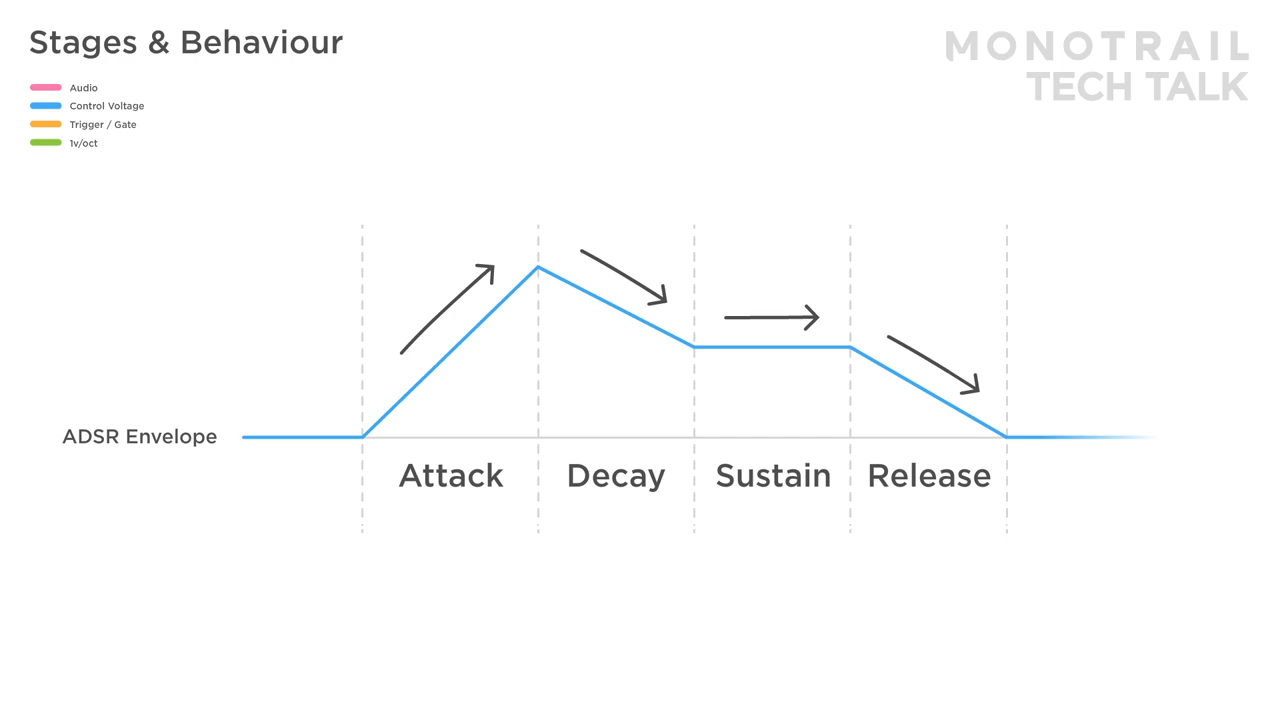 Stages & Behaviour
MONOTRAIL
TECH TALK
Audio
Control Voltage
Trigger / Gate
1v/oct
ADSR Envelope
Attack
Decay
Sustain
Release